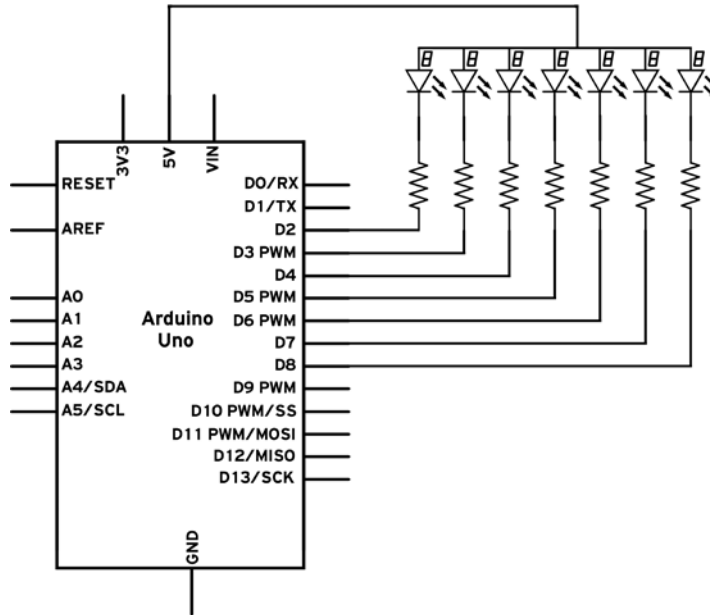 3V3
5V
VIN
RESET
AREF
A0
A1
A2
A3
A4/SDA
A5/SCL
Arduino
Uno
D0/RX
D1/TX
D2
D3 PWM
D4
D5 PWM
D6 PWM
D7
D8
D9 PWM
D10 PWM/SS
D11 PWM/MOSI
D12/MISO
D13/SCK
GND